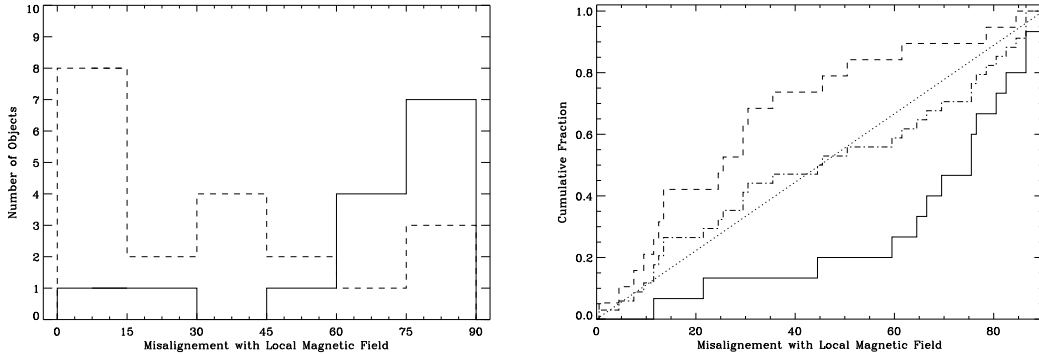 10
9
8
7
6
5
4
3
2
1
0
Number of Objects
0 15 30 45 60 75 90
Misalignement with Local Magnetic Field
1.0
0.8
0.6
0.4
0.2
0.0
Cumulative Fraction
20 40 60 80
Misalignement with Local Magnetic Field